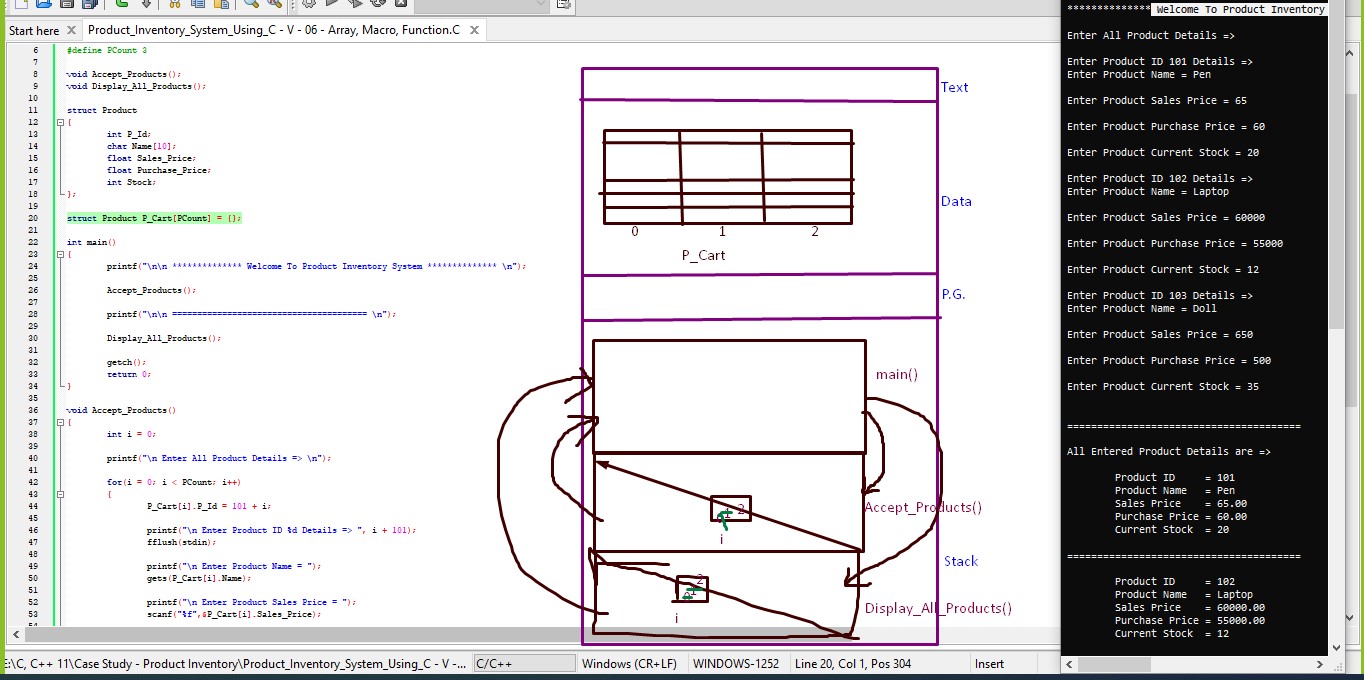 Start here
Product_Inventory_System_Using_C - V - 06 - Array, Macro, Function.C
6 #define PCount 3
7
8 void Accept_Products();
9 void Display_All_Products();
10
11 struct Product
12 {
13 int P_Id;
14 char Name[10];
15 float Sales_Price;
16 float Purchase_Price;
17 int Stock;
18 };
19
20 struct Product P_Cart[PCount] = {};
21
22 int main()
23 {
24 printf("\n\n ************** Welcome To Product Inventory System ************** \n");
25
26 Accept_Products();
27
28 printf("\n\n ======================================= \n");
29
30 Display_All_Products();
31
32 getch();
33 return 0;
34 }
35
36 void Accept_Products()
37 {
38 int i = 0;
39
40 printf("\n Enter All Product Details => \n");
41
42 for(i = 0; i < PCount; i++)
43 {
44 P_Cart[i].P_Id = 101 + i;
45
46 printf("\n Enter Product ID %d Details => ", i + 101);
47 fflush(stdin);
48
49 printf("\n Enter Product Name = ");
50 gets(P_Cart[i].Name);
51
52 printf("\n Enter Product Sales Price = ");
53 scanf("%f",&P_Cart[i].Sales_Price);
Text
Data
0 1 2
P_Cart
P.G.
main()
Accept_Products()
0 1 2
i
Stack
Display_All_Products()
0 1 2
i
************** Welcome To Product Inventory
Enter All Product Details =>
Enter Product ID 101 Details =>
Enter Product Name = Pen
Enter Product Sales Price = 65
Enter Product Purchase Price = 60
Enter Product Current Stock = 20
Enter Product ID 102 Details =>
Enter Product Name = Laptop
Enter Product Sales Price = 60000
Enter Product Purchase Price = 55000
Enter Product Current Stock = 12
Enter Product ID 103 Details =>
Enter Product Name = Doll
Enter Product Sales Price = 650
Enter Product Purchase Price = 500
Enter Product Current Stock = 35
=======================================
All Entered Product Details are =>
Product ID = 101
Product Name = Pen
Sales Price = 65.00
Purchase Price = 60.00
Current Stock = 20
=======================================
Product ID = 102
Product Name = Laptop
Sales Price = 60000.00
Purchase Price = 55000.00
Current Stock = 12
E:\C, C++ 11\Case Study - Product Inventory\Product_Inventory_System_Using_C - V -...
C/C++
Windows (CR+LF)
WINDOWS-1252
Line 20, Col 1, Pos 304
Insert